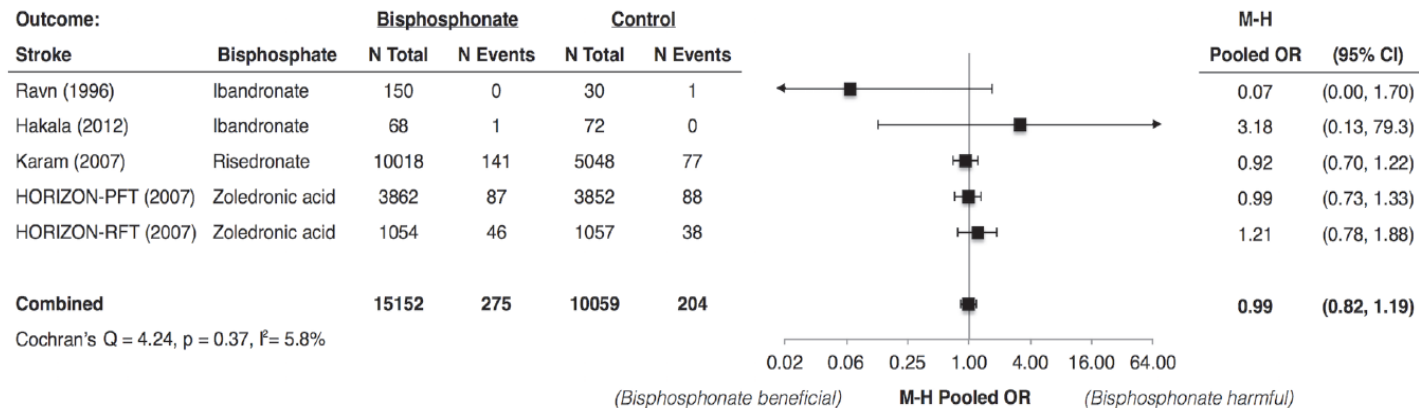 Outcome: Bisphosphonate Control M-H
Stroke Bisphosphate N Total N Events N Total N Events Pooled OR (95% CI)
Ravn (1996) Ibandronate 150 0 30 1 0.07 (0.00, 1.70)
Hakala (2012) Ibandronate 68 1 72 0 3.18 (0.13, 79.3)
Karam (2007) Risedronate 10018 141 5048 77 0.92 (0.70, 1.22)
HORIZON-PFT (2007) Zoledronic acid 3862 87 3852 88 0.99 (0.73, 1.33)
HORIZON-RFT (2007) Zoledronic acid 1054 46 1057 38 1.21 (0.78, 1.88)
Combined 15152 275 10059 204 0.99 (0.82, 1.19)
Cochran's Q = 4.24, p = 0.37, I²= 5.8%
0.02 0.06 0.25 1.00 4.00 16.00 64.00
(Bisphosphonate beneficial) M-H Pooled OR (Bisphosphonate harmful)